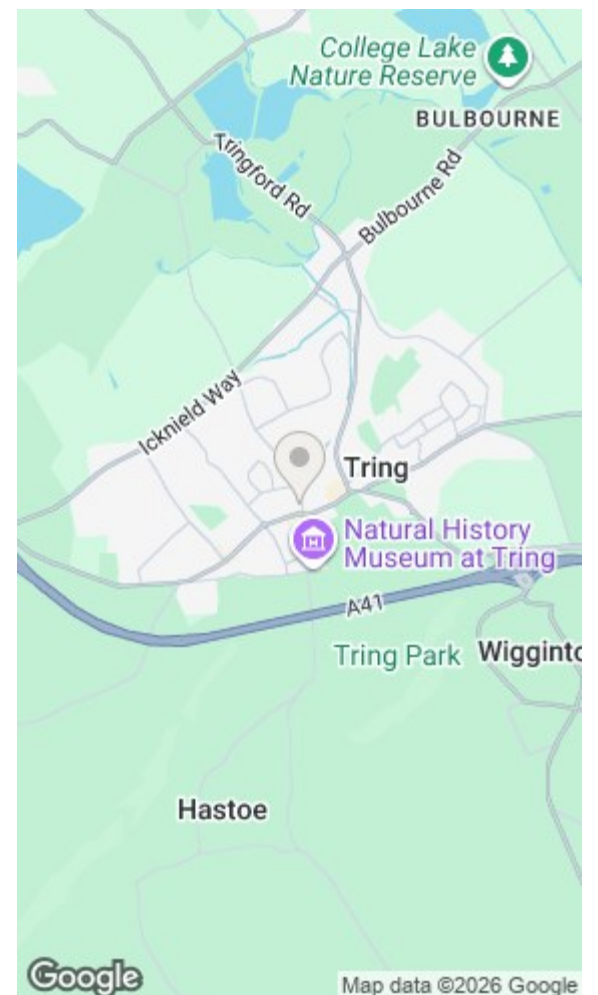 College Lake
Nature Reserve
BULBOURNE
Tringford Rd
Bulbourne Rd
Icknield Way
Tring
Natural History
Museum at Tring
A41
Tring Park
Wigginto
Hastoe
Google
Map data ©2026 Google